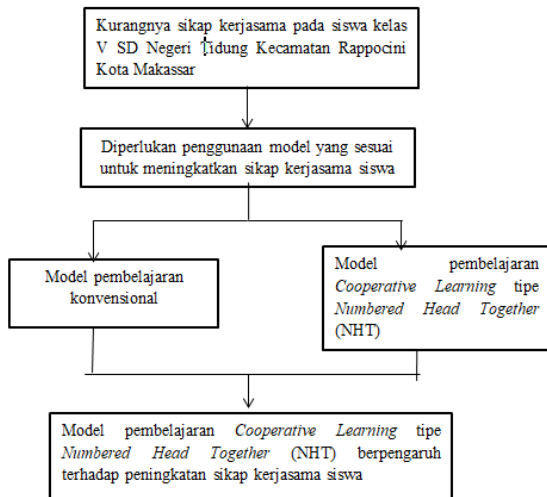 Kurangnya sikap kerjasama pada siswa kelas
V SD Negeri Tidung Kecamatan Rappocini
Kota Makassar
Diperlukan penggunaan model yang sesuai
untuk meningkatkan sikap kerjasama siswa
Model pembelajaran
konvensional
Model pembelajaran
Cooperative Learning tipe
Numbered Head Together
(NHT)
Model pembelajaran Cooperative Learning tipe
Numbered Head Together (NHT) berpengaruh
terhadap peningkatan sikap kerjasama siswa